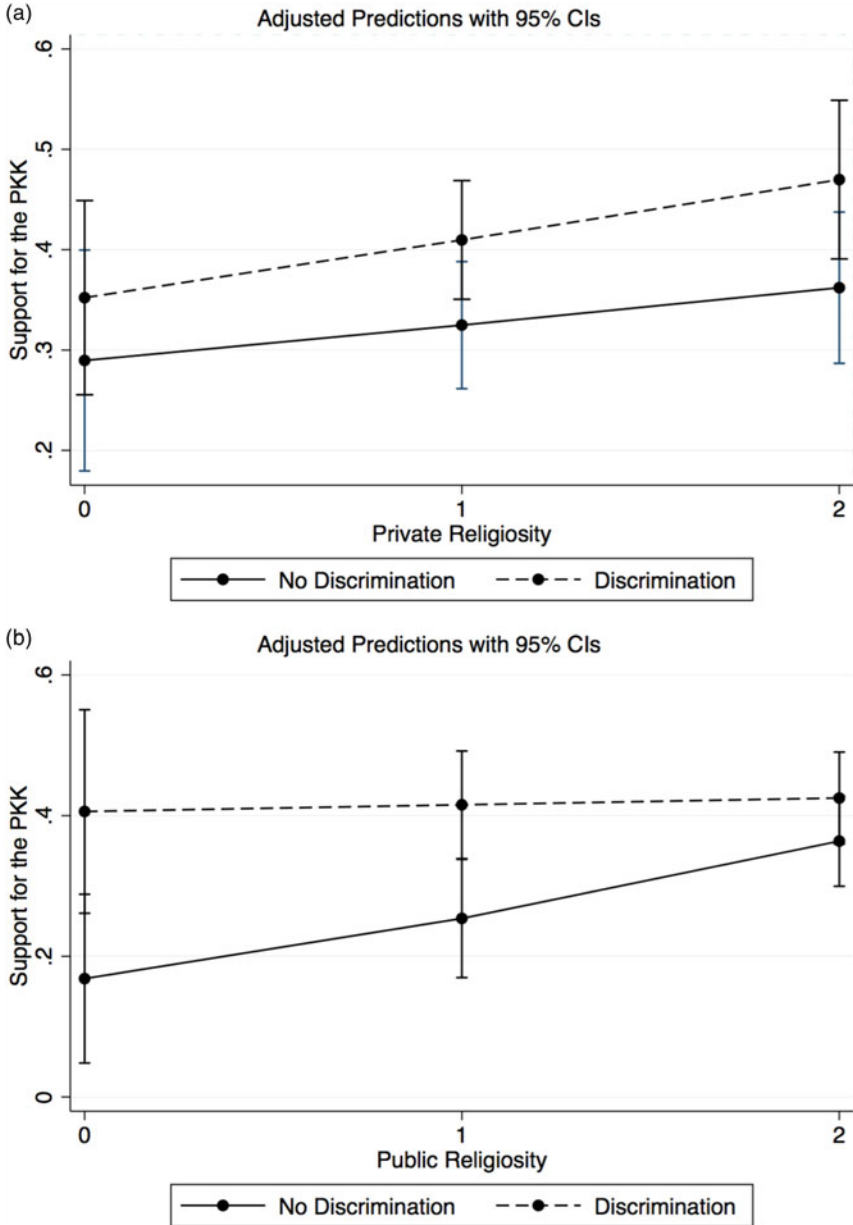 (a)
Adjusted Predictions with 95% CIs
.6
.5
.4
.3
.2
Support for the PKK
0 1 2
Private Religiosity
No Discrimination Discrimination
(b)
Adjusted Predictions with 95% CIs
.6
.4
.2
0
Support for the PKK
0 1 2
Public Religiosity
No Discrimination Discrimination